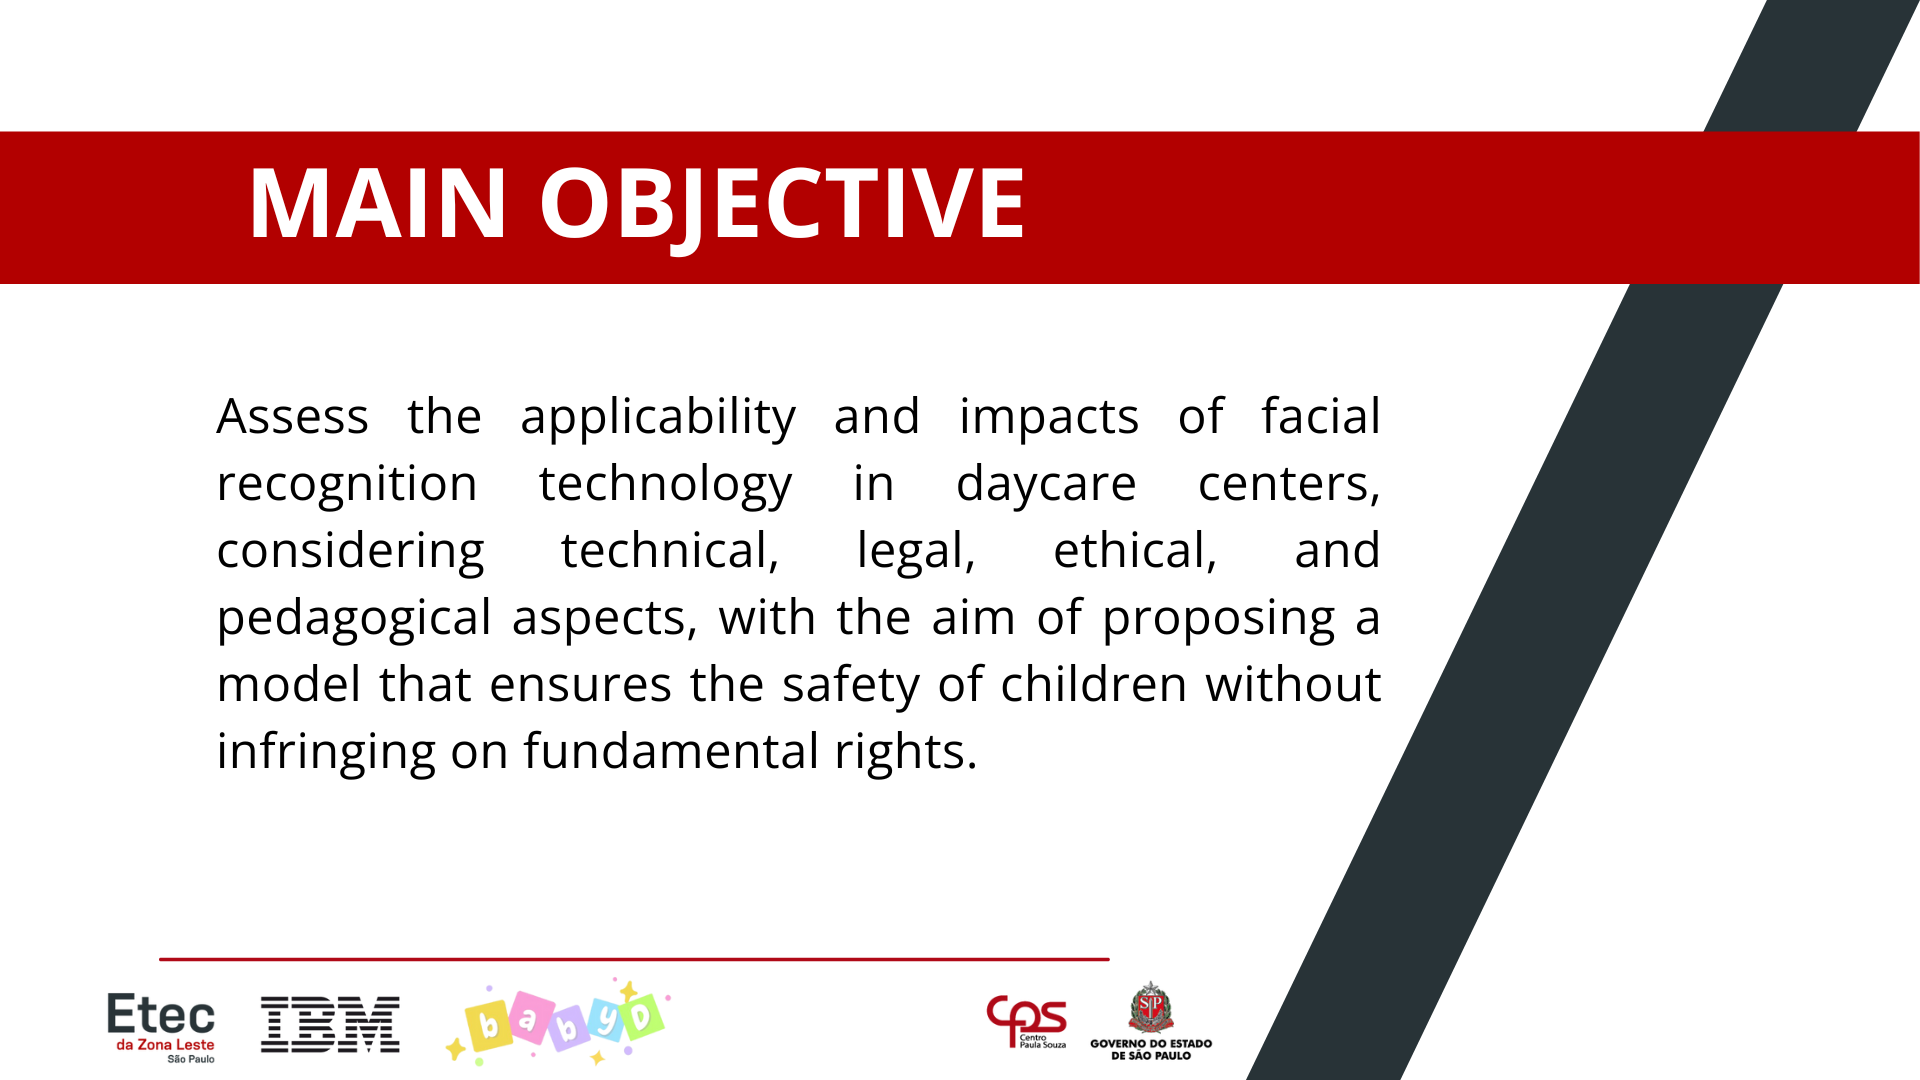 MAIN OBJECTIVE
Assess the applicability and impacts of facial
recognition technology in daycare centers,
considering technical, legal, ethical, and
pedagogical aspects, with the aim of proposing a
model that ensures the safety of children without
infringing on fundamental rights.
Etec
da Zona Leste
São Paulo
IBM
babyD
CPS
Centro
Paula Souza
SP
GOVERNO DO ESTADO
DE SÃO PAULO